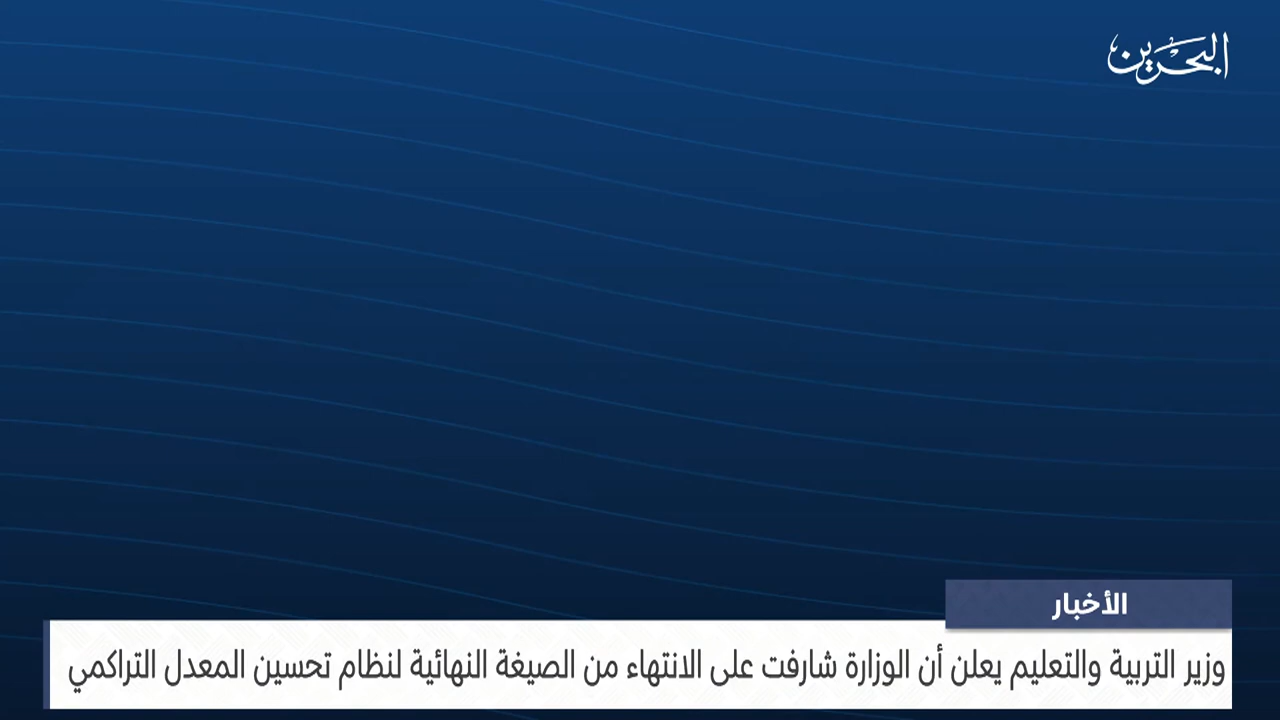 البحرين
الأخبار
وزير التربية والتعليم يعلن أن الوزارة شارفت على الانتهاء من الصيغة النهائية لنظام تحسين المعدل التراكمي